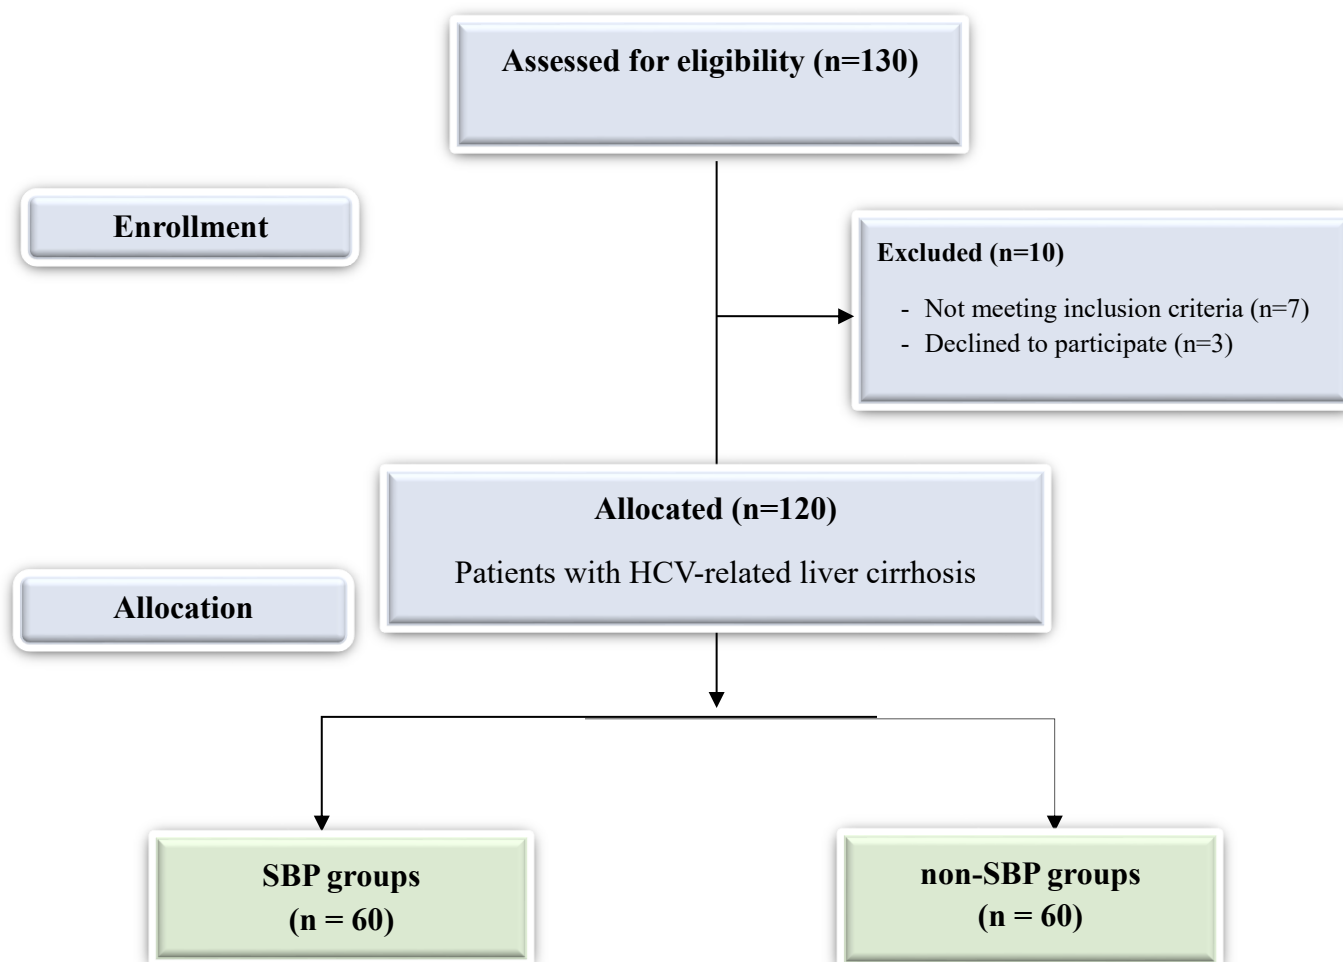 Assessed for eligibility (n=130)
Enrollment
Excluded (n=10)
- Not meeting inclusion criteria (n=7)
- Declined to participate (n=3)
Allocated (n=120)
Patients with HCV-related liver cirrhosis
Allocation
SBP groups
(n = 60)
non-SBP groups
(n = 60)